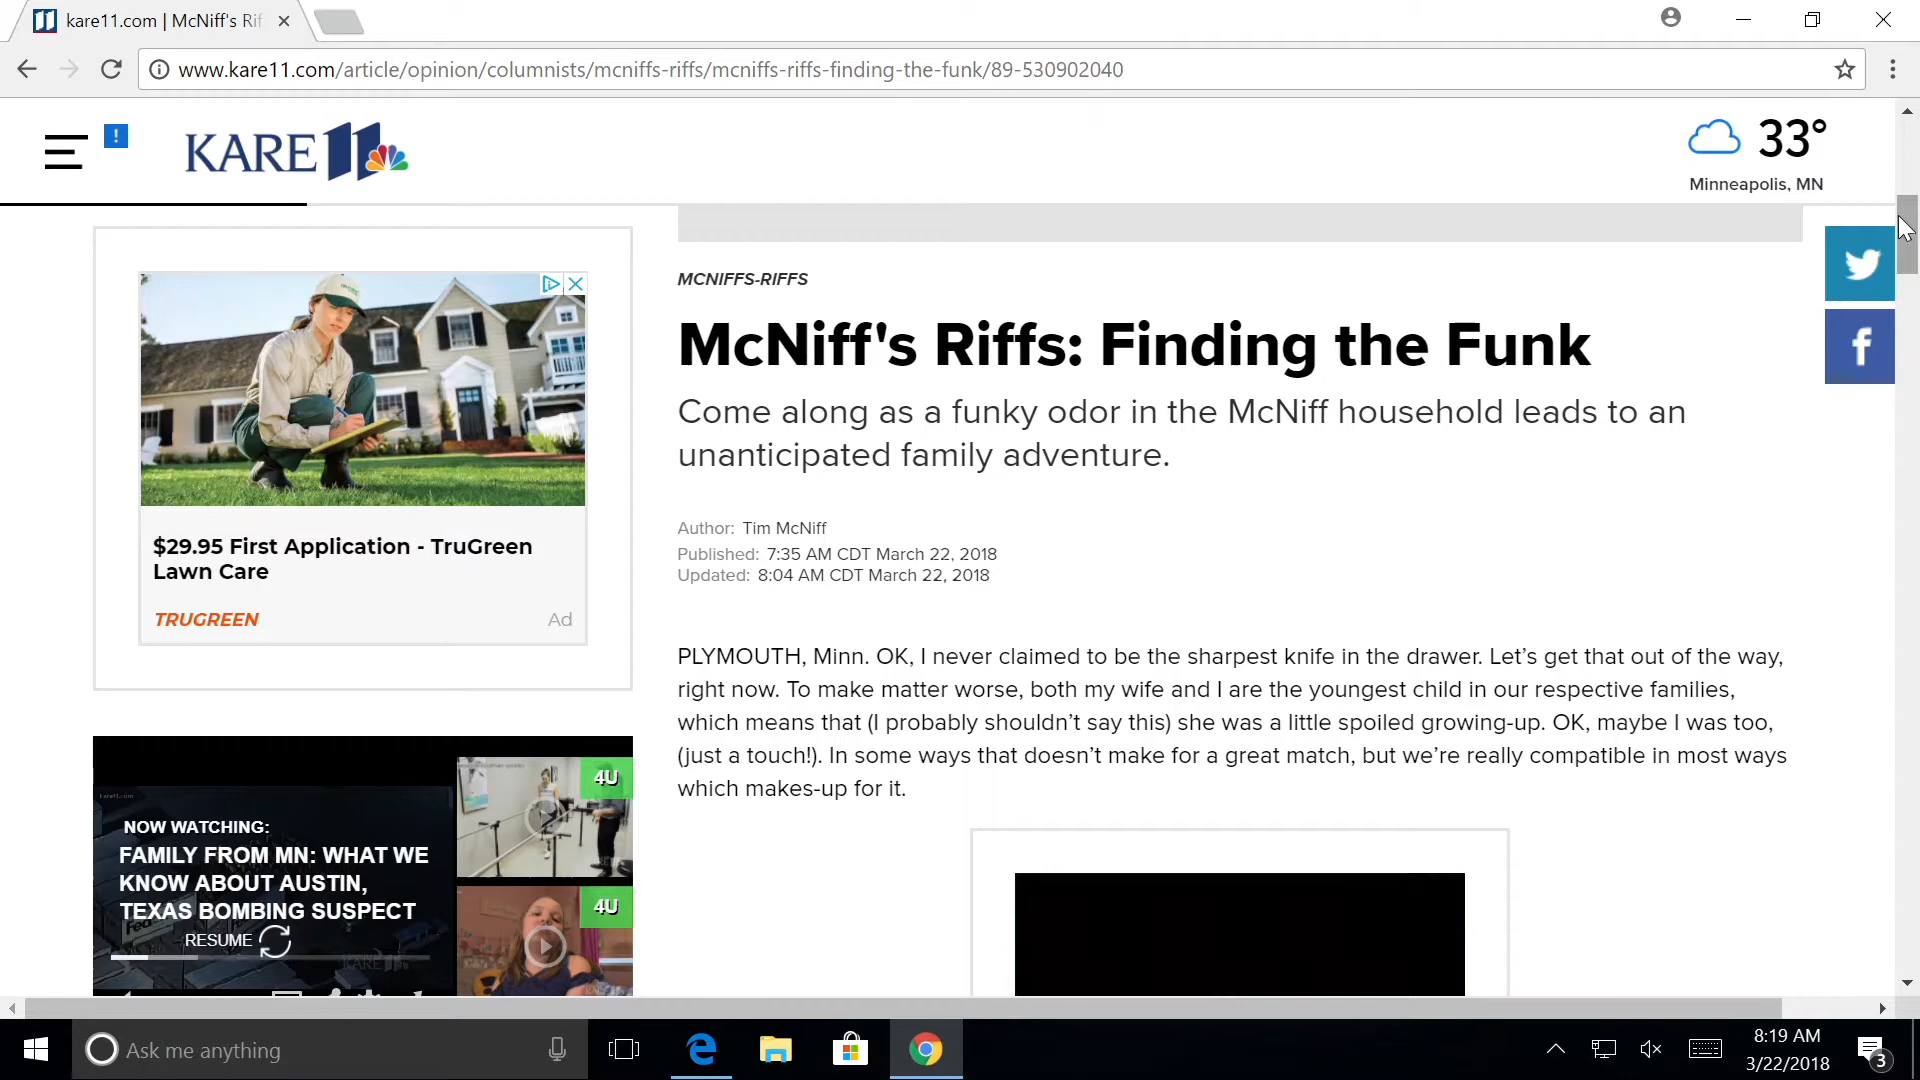 kare11.com | McNiff's Rif
www.kare11.com/article/opinion/columnists/mcniffs-riffs/mcniffs-riffs-finding-the-funk/89-530902040
!
KARE 11
33°
Minneapolis, MN
$29.95 First Application - TruGreen
Lawn Care
TRUGREEN
Ad
NOW WATCHING:
FAMILY FROM MN: WHAT WE
KNOW ABOUT AUSTIN,
TEXAS BOMBING SUSPECT
RESUME
KARE 11
4U
4U
MCNIFFS-RIFFS
McNiff's Riffs: Finding the Funk
Come along as a funky odor in the McNiff household leads to an
unanticipated family adventure.
Author: Tim McNiff
Published: 7:35 AM CDT March 22, 2018
Updated: 8:04 AM CDT March 22, 2018
PLYMOUTH, Minn. OK, I never claimed to be the sharpest knife in the drawer. Let’s get that out of the way,
right now. To make matter worse, both my wife and I are the youngest child in our respective families,
which means that (I probably shouldn’t say this) she was a little spoiled growing-up. OK, maybe I was too,
(just a touch!). In some ways that doesn’t make for a great match, but we’re really compatible in most ways
which makes-up for it.
f
Ask me anything
8:19 AM
3/22/2018
3